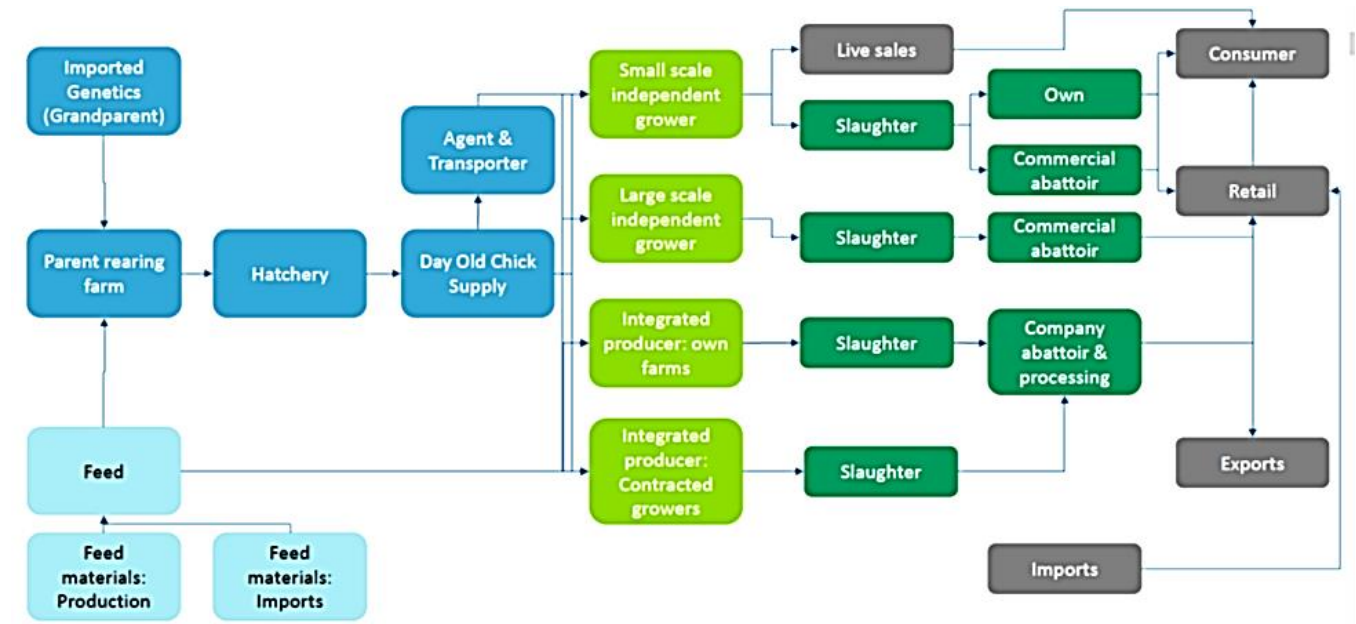 Imported
Genetics
(Grandparent)
Parent rearing
farm
Hatchery
Agent &
Transporter
Day Old Chick
Supply
Feed
Feed
materials:
Production
Feed
materials:
Imports
Small scale
independent
grower
Large scale
independent
grower
Integrated
producer: own
farms
Integrated
producer:
Contracted
growers
Live sales
Slaughter
Slaughter
Slaughter
Slaughter
Own
Commercial
abattoir
Commercial
abattoir
Company
abattoir &
processing
Consumer
Retail
Exports
Imports